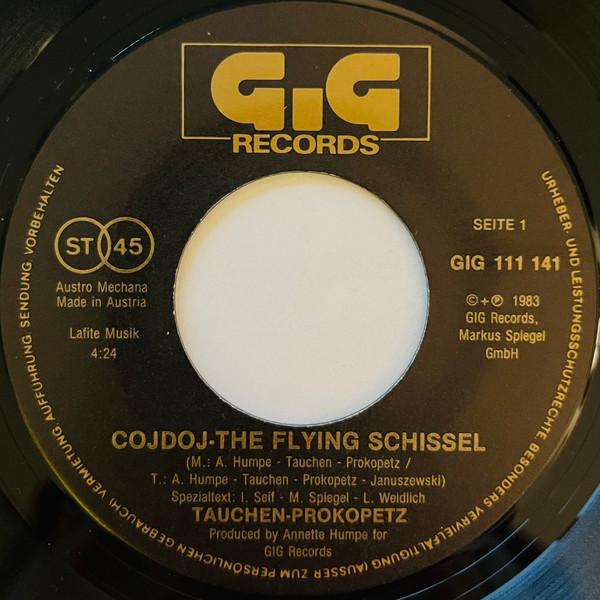 GIG
RECORDS
ST 45
Austro Mechana
Made in Austria
Lafite Musik
4:24
SEITE 1
GIG 111 141
©+℗ 1983
GIG Records,
Markus Spiegel
GmbH
COJDOJ-THE FLYING SCHISSEL
(M.: A. Humpe - Tauchen - Prokopetz /
T.: A. Humpe - Tauchen - Prokopetz - Januszewski)
Spezialtext: I. Seif - M. Spiegel - L. Weidlich
TAUCHEN-PROKOPETZ
Produced by Annette Humpe for
GIG Records
URHEBER- UND LEISTUNGSSCHUTZRECHTE BESONDERS VERVIELFÄLTIGUNG (AUSSER ZUM PERSÖNLICHEN GEBRAUCH) VERMIETUNG AUFFÜHRUNG SENDUNG VORBEHALTEN